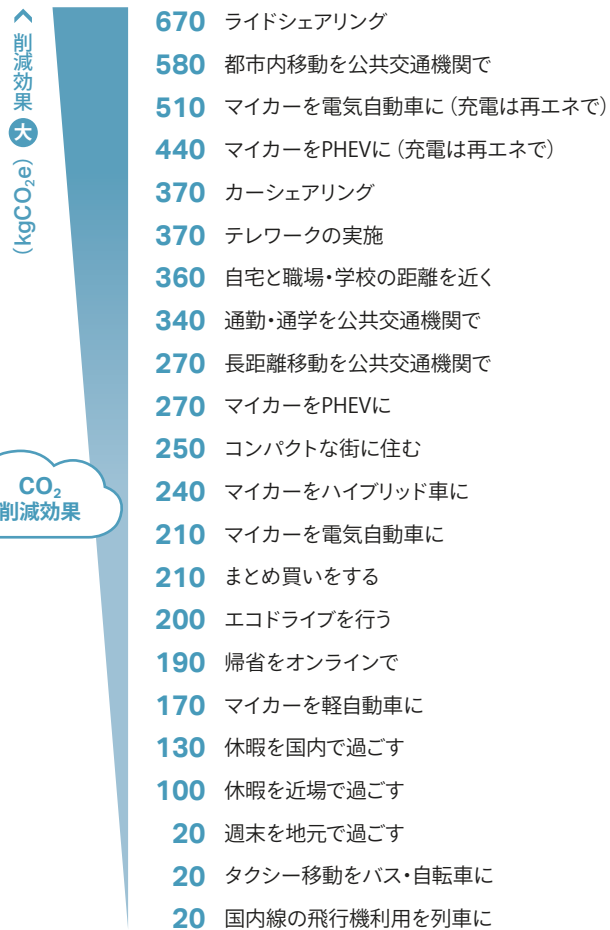 削減効果 大 (kgCO₂e)
670 ライドシェアリング
580 都市内移動を公共交通機関で
510 マイカーを電気自動車に（充電は再エネで）
440 マイカーをPHEVに（充電は再エネで）
370 カーシェアリング
370 テレワークの実施
360 自宅と職場・学校の距離を近く
340 通勤・通学を公共交通機関で
270 長距離移動を公共交通機関で
270 マイカーをPHEVに
250 コンパクトな街に住む
CO₂
削減効果
240 マイカーをハイブリッド車に
210 マイカーを電気自動車に
210 まとめ買いをする
200 エコドライブを行う
190 帰省をオンラインで
170 マイカーを軽自動車に
130 休暇を国内で過ごす
100 休暇を近場で過ごす
20 週末を地元で過ごす
20 タクシー移動をバス・自転車に
20 国内線の飛行機利用を列車に